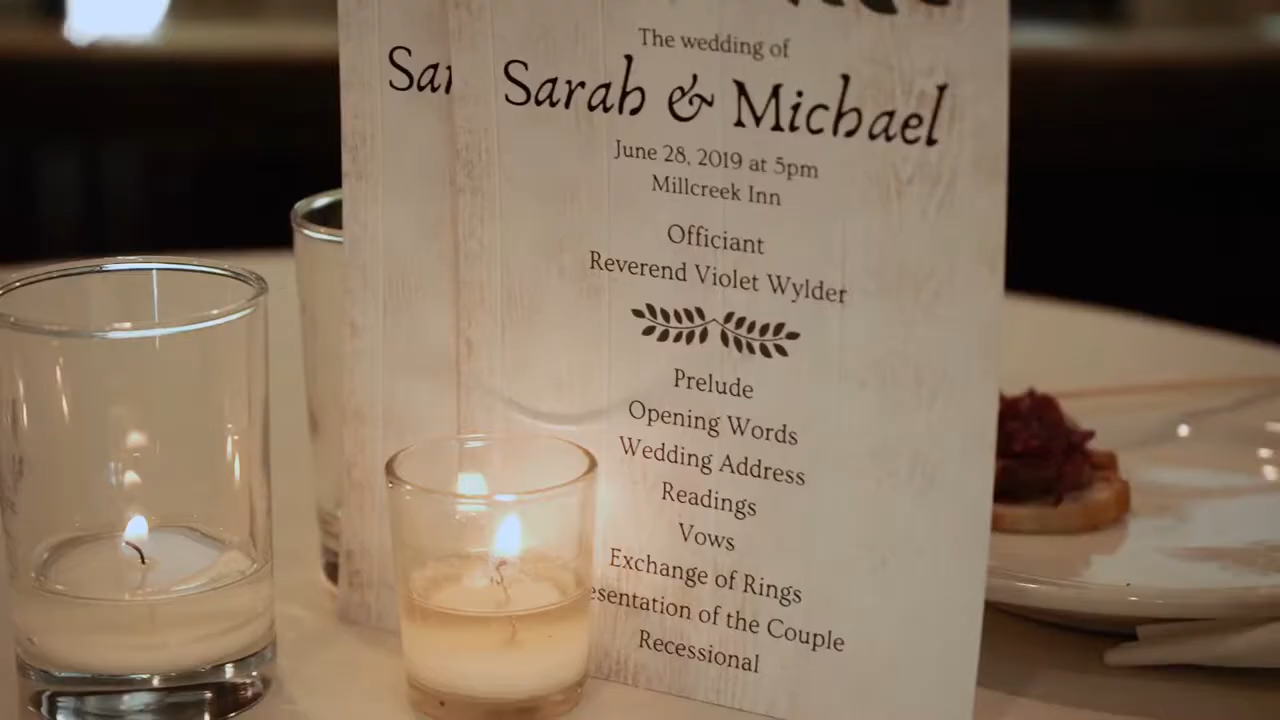 The wedding of
Sarah & Michael
June 28, 2019 at 5pm
Millcreek Inn
Officiant
Reverend Violet Wylder
Prelude
Opening Words
Wedding Address
Readings
Vows
Exchange of Rings
esentation of the Couple
Recessional
Sar